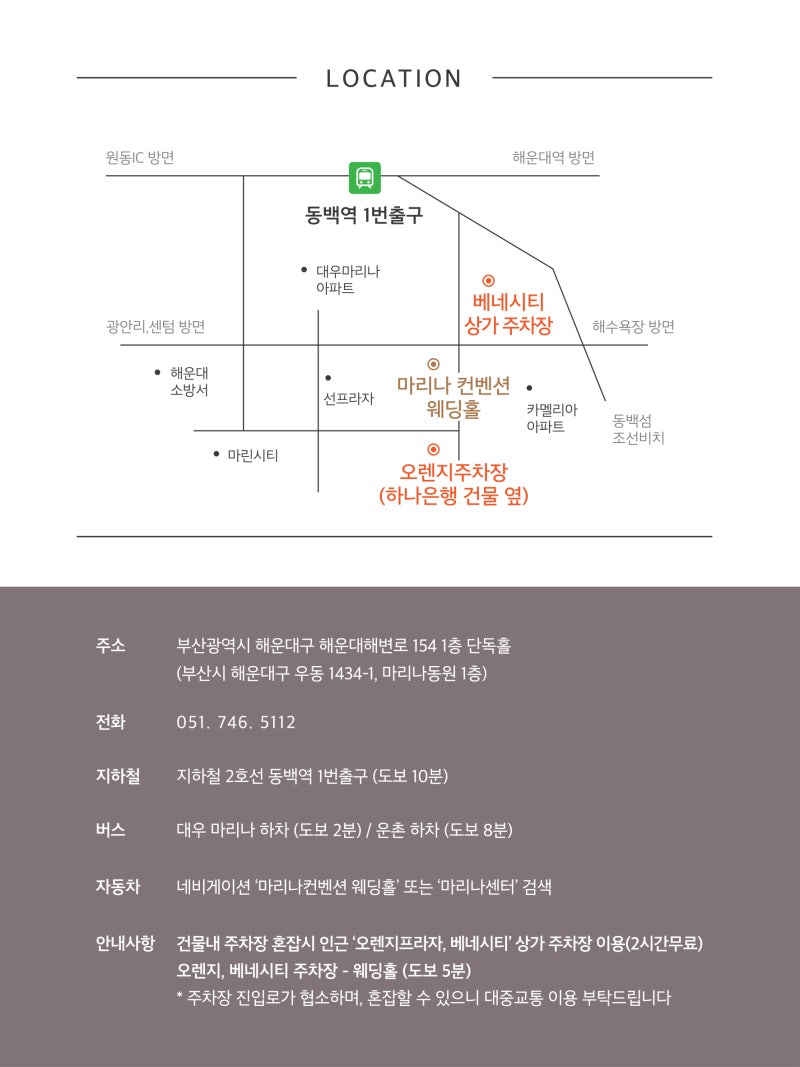 LOCATION
원동IC 방면
해운대역 방면
동백역 1번출구
대우마리나
아파트
베네시티
상가 주차장
광안리,센텀 방면
해수욕장 방면
해운대
소방서
선프라자
마리나 컨벤션
웨딩홀
카멜리아
아파트
동백섬
조선비치
마린시티
오렌지주차장
(하나은행 건물 옆)
주소 부산광역시 해운대구 해운대해변로 154 1층 단독홀
(부산시 해운대구 우동 1434-1, 마리나동원 1층)
전화 051. 746. 5112
지하철 지하철 2호선 동백역 1번출구 (도보 10분)
버스 대우 마리나 하차 (도보 2분) / 운촌 하차 (도보 8분)
자동차 네비게이션 ‘마리나컨벤션 웨딩홀’ 또는 ‘마리나센터’ 검색
안내사항 건물내 주차장 혼잡시 인근 ‘오렌지프라자, 베네시티’ 상가 주차장 이용(2시간무료)
오렌지, 베네시티 주차장 - 웨딩홀 (도보 5분)
* 주차장 진입로가 협소하며, 혼잡할 수 있으니 대중교통 이용 부탁드립니다